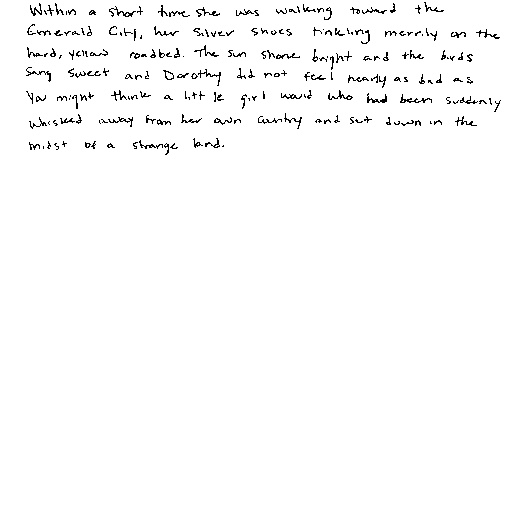 Within a short time she was walking toward the
Emerald City, her Silver Shoes tinkling merrily on the
hard, yellow roadbed. The sun shone bright and the birds
Sang Sweet and Dorothy did not feel nearly as bad as
You might think a little girl would who had been suddenly
whisked away from her own Country and set down in the
midst of a strange land.